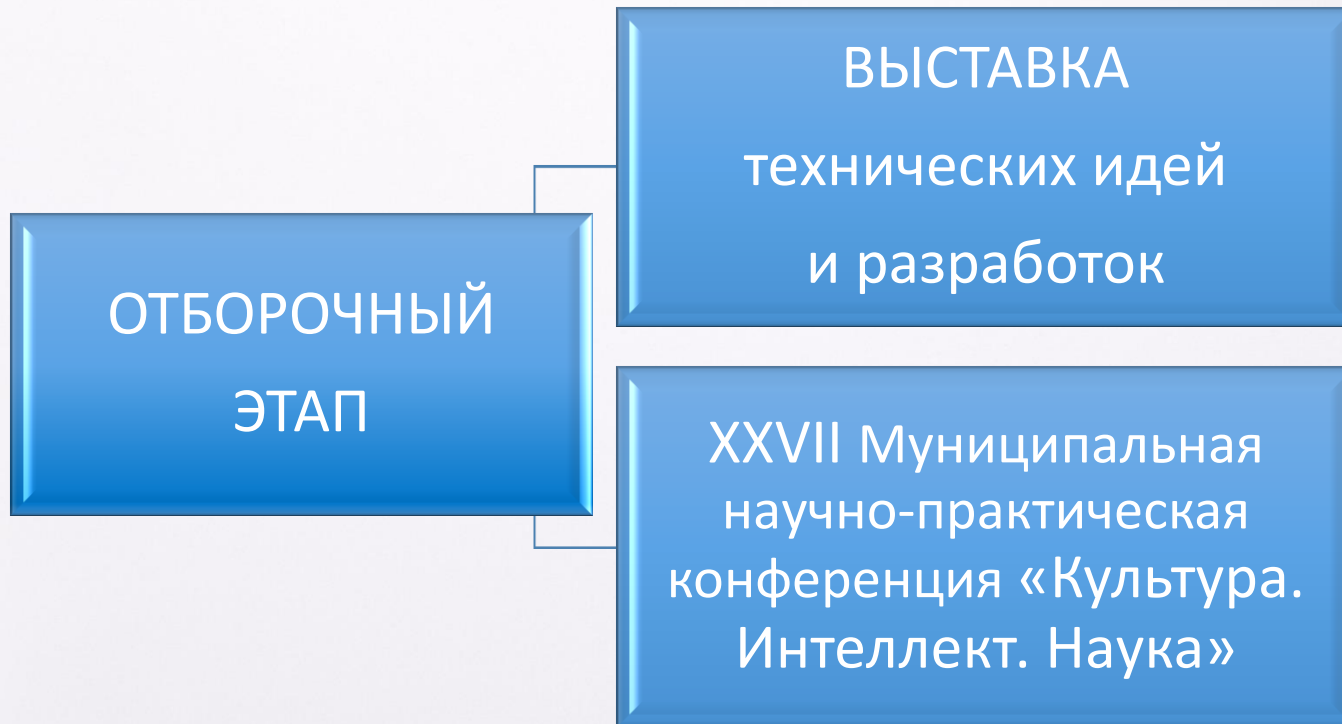 ОТБОРОЧНЫЙ
ЭТАП
ВЫСТАВКА
технических идей
и разработок
XXVII Муниципальная
научно-практическая
конференция «Культура.
Интеллект. Наука»